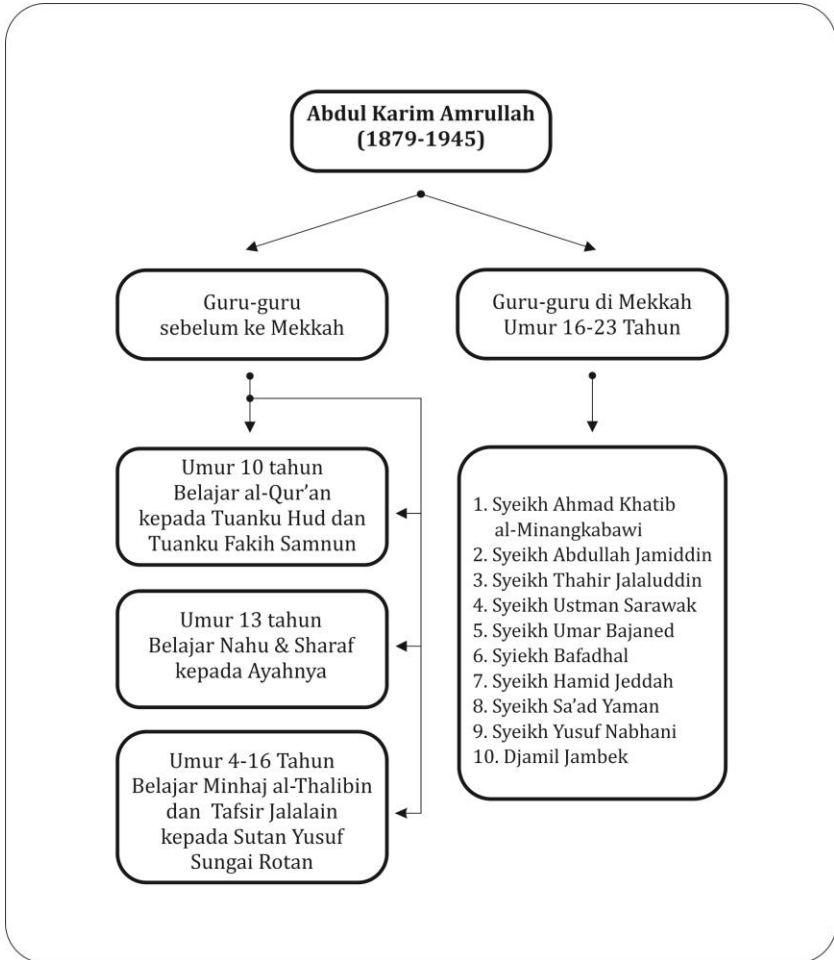 Abdul Karim Amrullah
(1879-1945)
Guru-guru
sebelum ke Mekkah
Guru-guru di Mekkah
Umur 16-23 Tahun
Umur 10 tahun
Belajar al-Qur’an
kepada Tuanku Hud dan
Tuanku Fakih Samnun
Umur 13 tahun
Belajar Nahu & Sharaf
kepada Ayahnya
Umur 4-16 Tahun
Belajar Minhaj al-Thalibin
dan Tafsir Jalalain
kepada Sutan Yusuf
Sungai Rotan
1. Syeikh Ahmad Khatib
al-Minangkabawi
2. Syeikh Abdullah Jamiddin
3. Syeikh Thahir Jalaluddin
4. Syeikh Ustman Sarawak
5. Syeikh Umar Bajaned
6. Syiekh Bafadhal
7. Syeikh Hamid Jeddah
8. Syeikh Sa’ad Yaman
9. Syeikh Yusuf Nabhani
10. Djamil Jambek